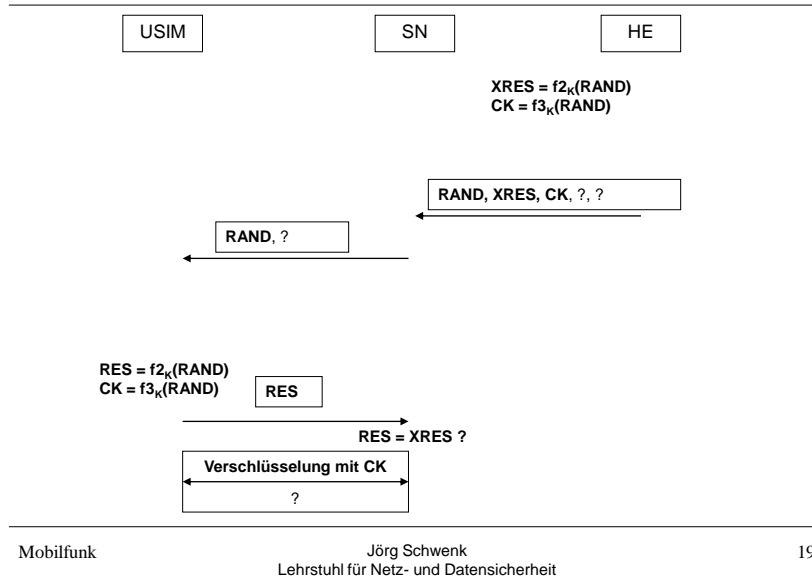 USIM
SN
HE
XRES = f2K(RAND)
CK = f3K(RAND)
RAND, XRES, CK, ?, ?
RAND, ?
RES = f2K(RAND)
CK = f3K(RAND)
RES
RES = XRES ?
Verschlüsselung mit CK
?
Mobilfunk
Jörg Schwenk
Lehrstuhl für Netz- und Datensicherheit
19